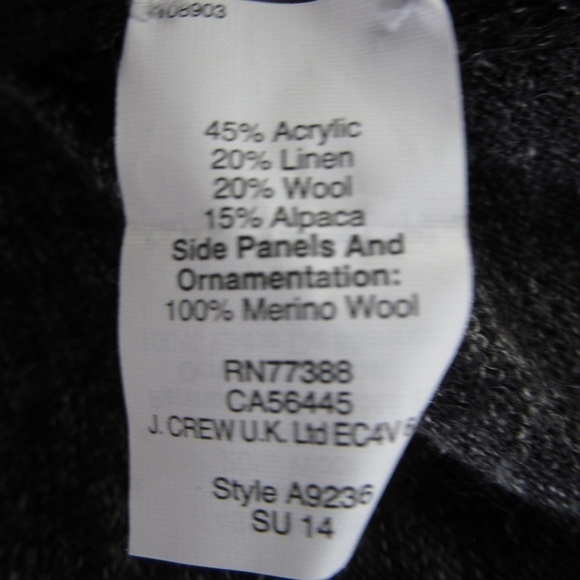 45% Acrylic
20% Linen
20% Wool
15% Alpaca
Side Panels And
Ornamentation:
100% Merino Wool
RN77388
CA56445
J. CREW U.K. Ltd EC4V
Style A9236
SU 14